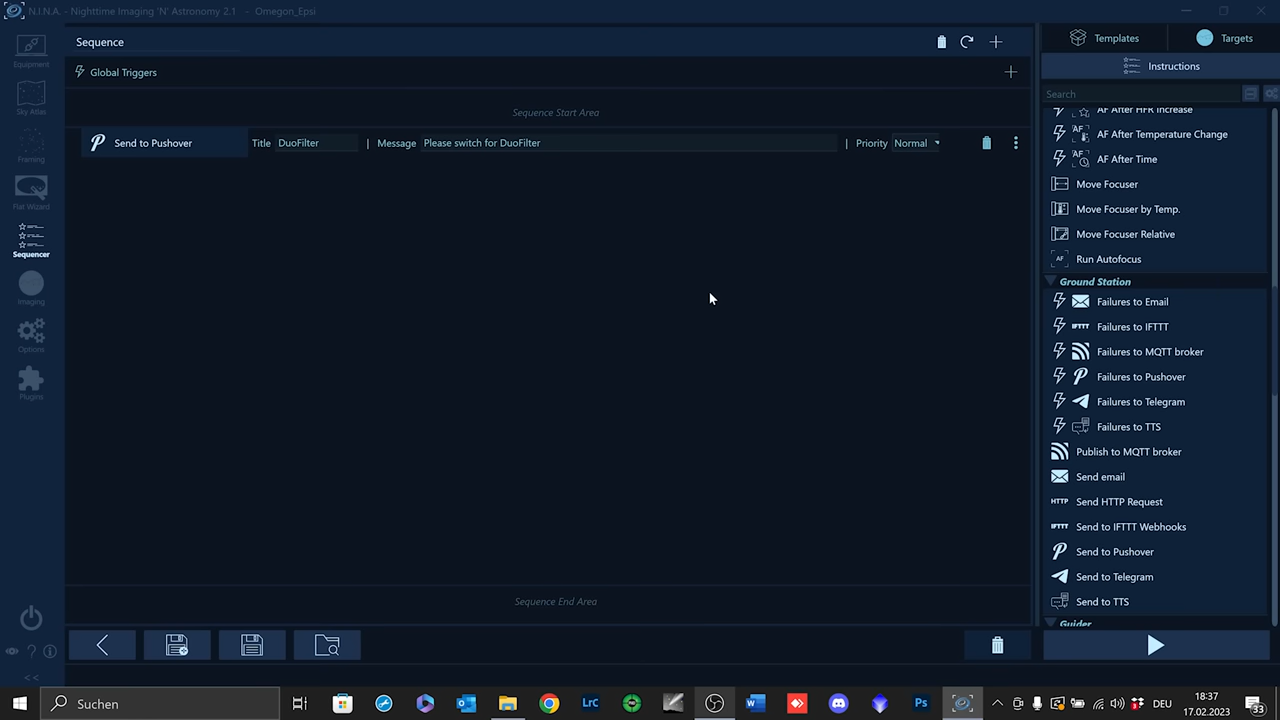 N.I.N.A. - Nighttime Imaging 'N' Astronomy 2.1 - Omegon_Epsi
Equipment
Sky Atlas
Framing
Flat Wizard
Sequencer
Imaging
Options
Plugins
<<
Sequence
Global Triggers
Sequence Start Area
Send to Pushover Title DuoFilter | Message Please switch for DuoFilter | Priority Normal
Sequence End Area
Templates Targets
Instructions
Search
AF After HFR Increase
AF After Temperature Change
AF After Time
Move Focuser
Move Focuser by Temp.
Move Focuser Relative
AF Run Autofocus
Ground Station
Failures to Email
IFTTT Failures to IFTTT
Failures to MQTT broker
Failures to Pushover
Failures to Telegram
Failures to TTS
Publish to MQTT broker
Send email
HTTP Send HTTP Request
IFTTT Send to IFTTT Webhooks
Send to Pushover
Send to Telegram
Send to TTS
Guider
Suchen
LrC
W
Ps
DEU
18:37
17.02.2023
33